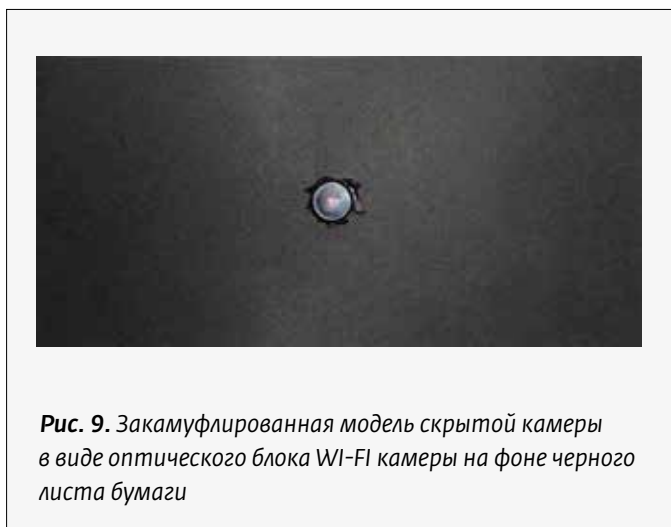 Рис. 9. Закамуфлированная модель скрытой камеры
в виде оптического блока WI-FI камеры на фоне черного
листа бумаги